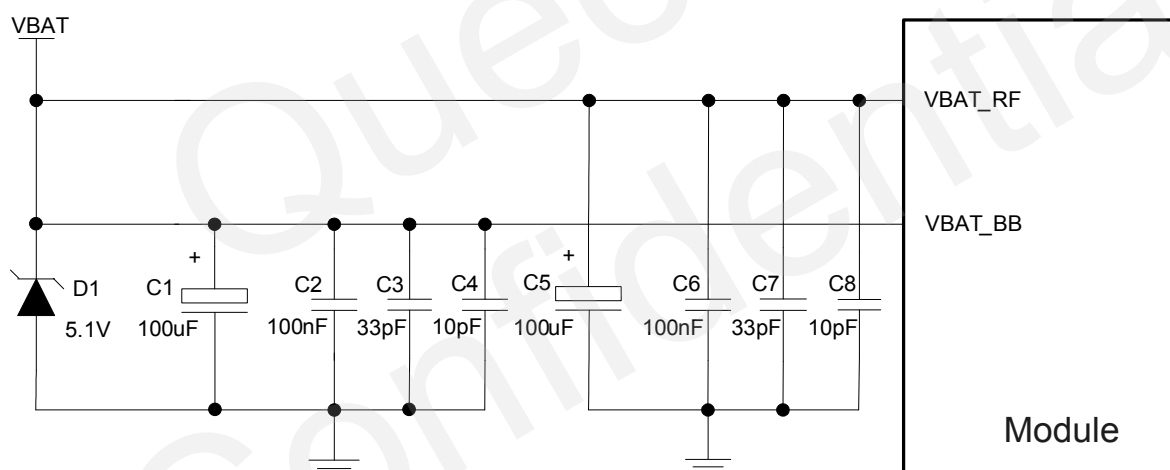 VBAT
VBAT_RF
VBAT_BB
+
D1
5.1V
C1
100uF
C2
100nF
C3
33pF
C4
10pF
+
C5
100uF
C6
100nF
C7
33pF
C8
10pF
Module
Confidential